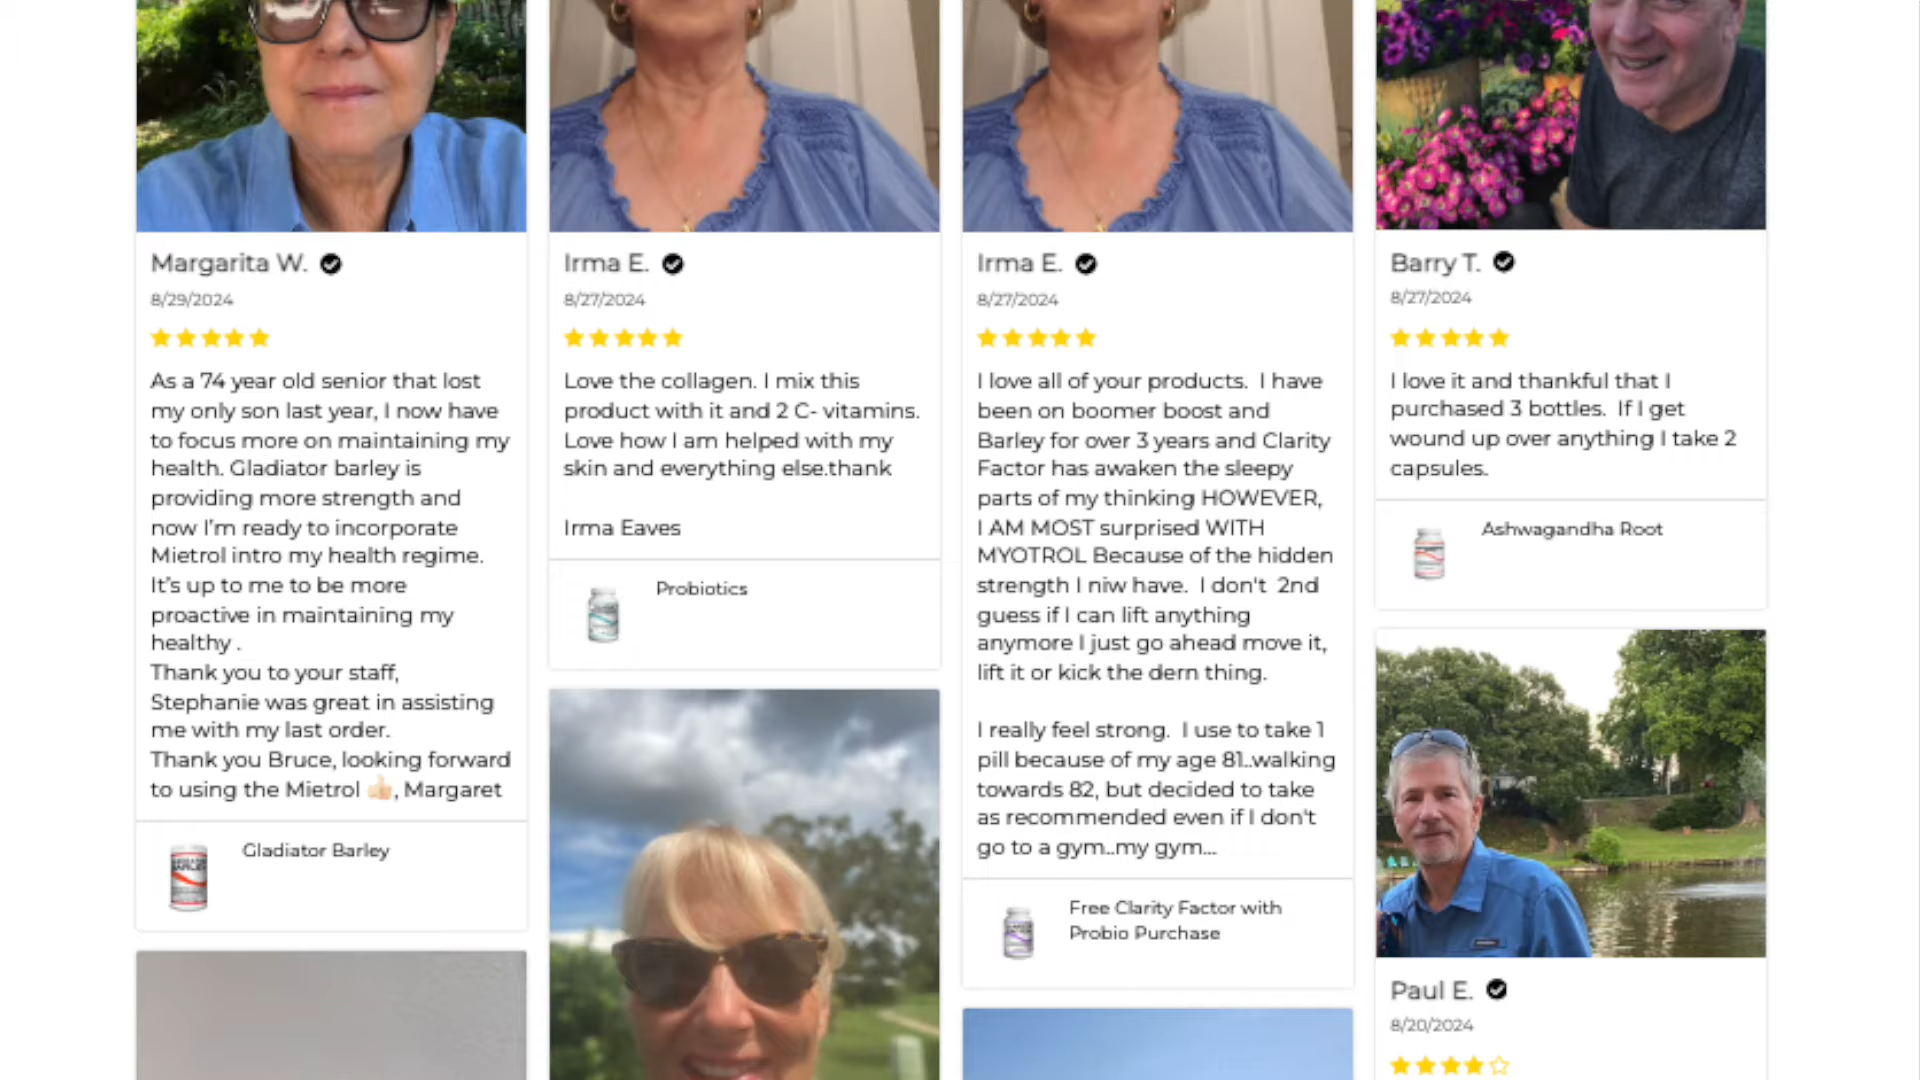 Margarita W.
8/29/2024
As a 74 year old senior that lost
my only son last year, I now have
to focus more on maintaining my
health. Gladiator barley is
providing more strength and
now I'm ready to incorporate
Mietrol intro my health regime.
It's up to me to be more
proactive in maintaining my
healthy .
Thank you to your staff,
Stephanie was great in assisting
me with my last order.
Thank you Bruce, looking forward
to using the Mietrol 👍🏻, Margaret
Gladiator Barley
Irma E.
8/27/2024
Love the collagen. I mix this
product with it and 2 C- vitamins.
Love how I am helped with my
skin and everything else.thank
Irma Eaves
Probiotics
Irma E.
8/27/2024
I love all of your products.  I have
been on boomer boost and
Barley for over 3 years and Clarity
Factor has awaken the sleepy
parts of my thinking HOWEVER,
I AM MOST surprised WITH
MYOTROL Because of the hidden
strength I niw have.  I don't  2nd
guess if I can lift anything
anymore I just go ahead move it,
lift it or kick the dern thing.
I really feel strong.  I use to take 1
pill because of my age 81..walking
towards 82, but decided to take
as recommended even if I don't
go to a gym..my gym...
Free Clarity Factor with
Probio Purchase
Barry T.
8/27/2024
I love it and thankful that I
purchased 3 bottles.  If I get
wound up over anything I take 2
capsules.
Ashwagandha Root
Paul E.
8/20/2024